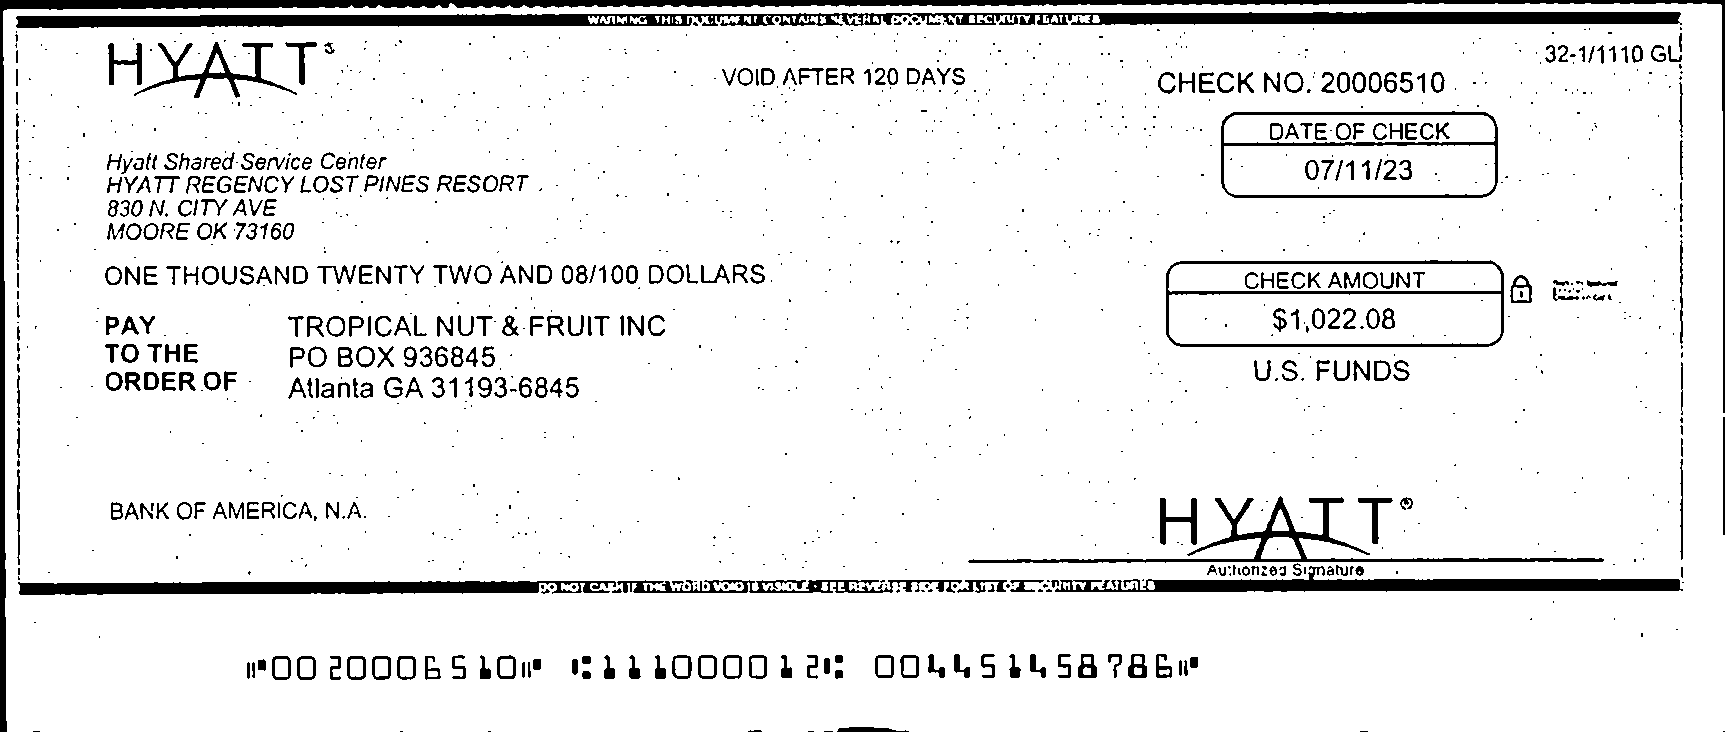 WARNING THIS DOCUMENT CONTAINS SEVERAL DOCUMENT SECURITY FEATURES
HYATT®
VOID AFTER 120 DAYS
32-1/1110 GL
CHECK NO. 20006510
DATE OF CHECK
07/11/23
Hyatt Shared Service Center
HYATT REGENCY LOST PINES RESORT
830 N. CITY AVE
MOORE OK 73160
ONE THOUSAND TWENTY TWO AND 08/100 DOLLARS
CHECK AMOUNT
$1,022.08
U.S. FUNDS
PAY TO THE ORDER OF
TROPICAL NUT & FRUIT INC
PO BOX 936845
Atlanta GA 31193-6845
BANK OF AMERICA, N.A.
HYATT®
Authorized Signature
DO NOT CASH IF THE WORD VOID IS VISIBLE - SEE REVERSE SIDE FOR LIST OF SECURITY FEATURES
⑈0020006510⑈ ⑆111000012⑆ 004451458786⑈